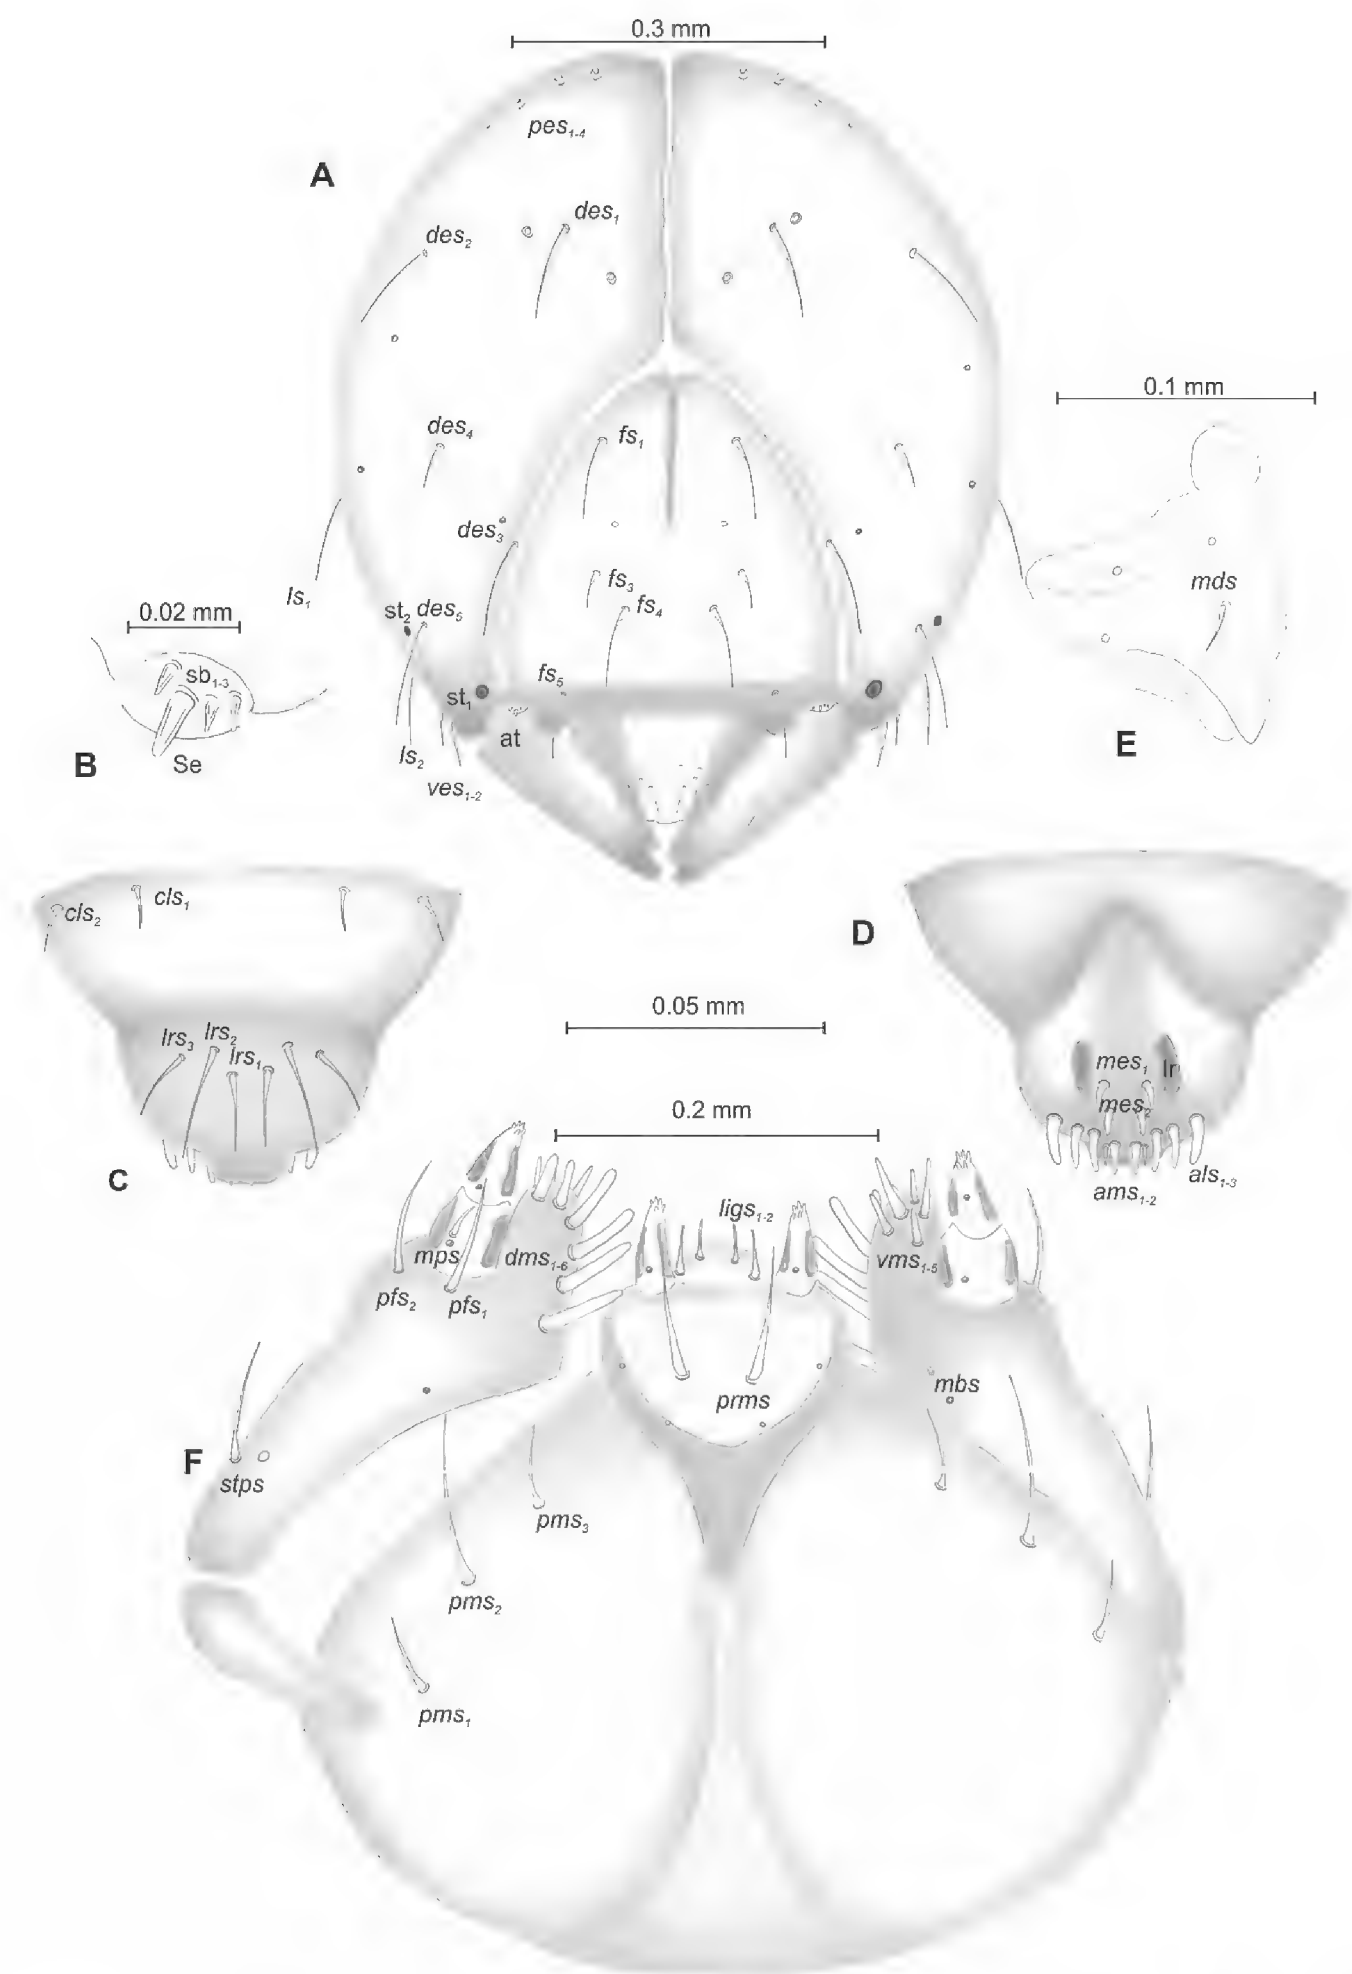 0.3 mm
pes₁₋₄
A
des₁
des₂
0.1 mm
des₄
fs₁
des₃
fs₃
mds
ls₁
0.02 mm
st₂ des₅
fs₄
sb₁₋₃
fs₅
st₁
at
E
B
Se
ls₂
ves₁₋₂
cls₁
cls₂
D
0.05 mm
lrs₃
lrs₂
lrs₁
mes₁
lr
mes₂
0.2 mm
C
als₁₋₃
ams₁₋₂
ligs₁₋₂
mps
dms₁₋₆
vms₁₋₅
pfs₂
pfs₁
mbs
prms
F
stps
pms₃
pms₂
pms₁